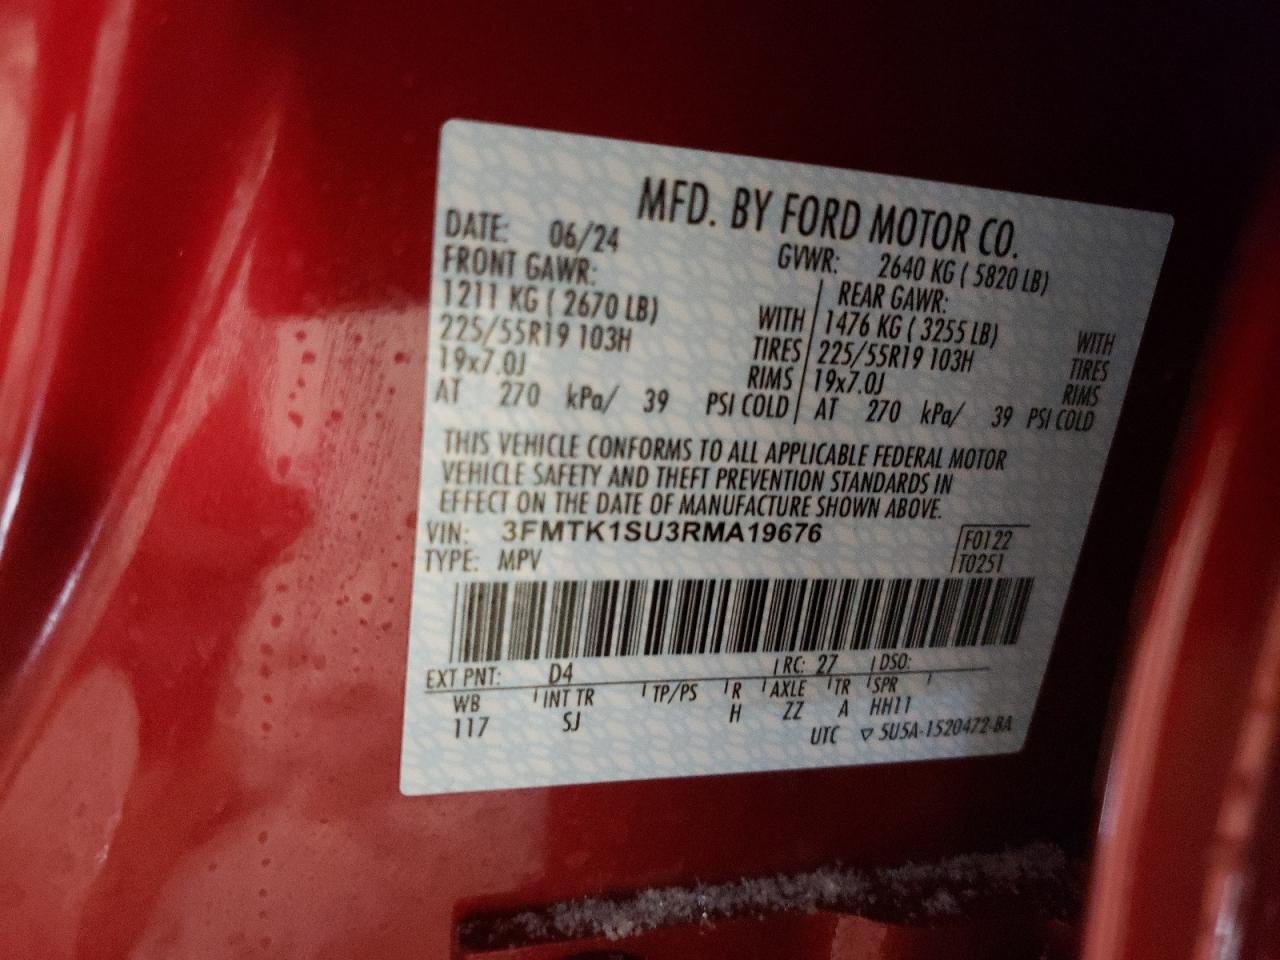 MFD. BY FORD MOTOR CO.
DATE: 06/24 GVWR: 2640 KG ( 5820 LB)
FRONT GAWR: REAR GAWR:
1211 KG ( 2670 LB) WITH 1476 KG ( 3255 LB) WITH
225/55R19 103H TIRES 225/55R19 103H TIRES
19x7.0J RIMS 19x7.0J RIMS
AT 270 kPa/ 39 PSI COLD AT 270 kPa/ 39 PSI COLD
THIS VEHICLE CONFORMS TO ALL APPLICABLE FEDERAL MOTOR
VEHICLE SAFETY AND THEFT PREVENTION STANDARDS IN
EFFECT ON THE DATE OF MANUFACTURE SHOWN ABOVE.
VIN: 3FMTK1SU3RMA19676 F0122
TYPE: MPV T0251
EXT PNT: D4 RC: 27 DSO:
WB INT TR TP/PS R AXLE TR SPR
117 SJ H ZZ A HH11
UTC ▽ 5U5A-1520472-BA